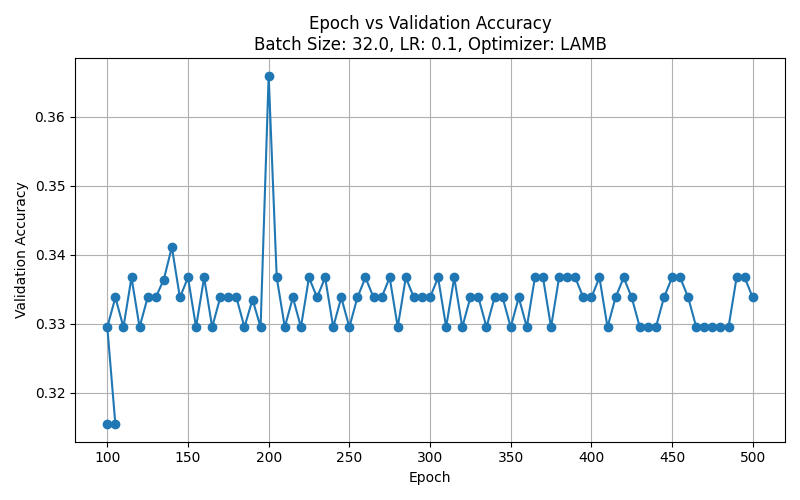 Epoch vs Validation Accuracy
Batch Size: 32.0, LR: 0.1, Optimizer: LAMB
0.36
0.35
0.34
0.33
0.32
Validation Accuracy
100 150 200 250 300 350 400 450 500
Epoch